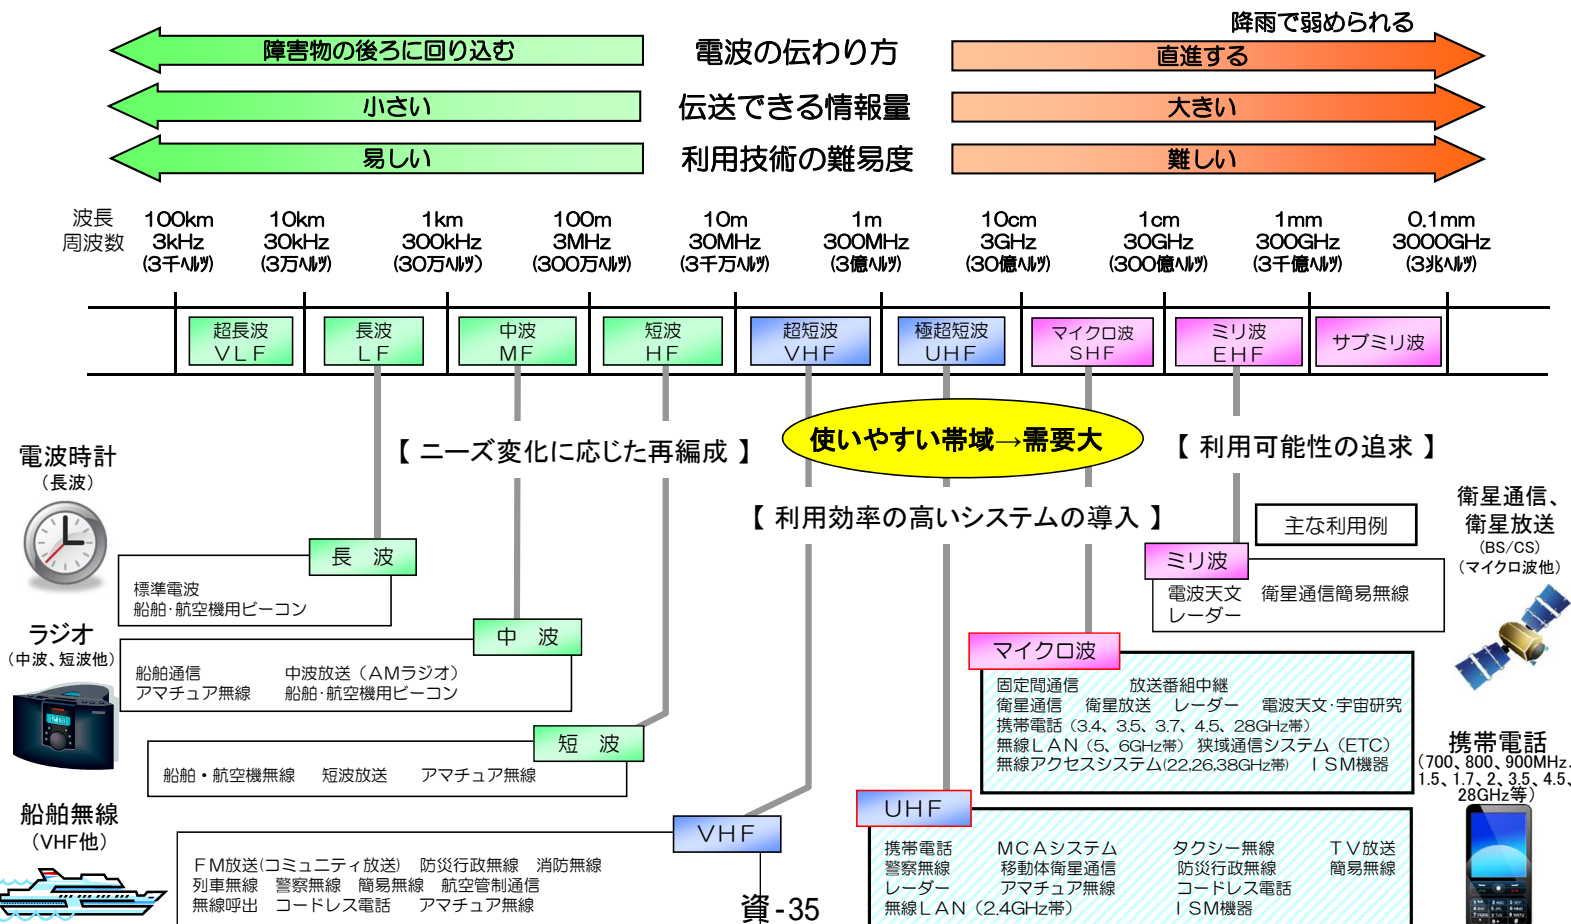 降雨で弱められる
障害物の後ろに回り込む 電波の伝わり方 直進する
小さい 伝送できる情報量 大きい
易しい 利用技術の難易度 難しい
波長 100km 10km 1km 100m 10m 1m 10cm 1cm 1mm 0.1mm
周波数 3kHz 30kHz 300kHz 3MHz 30MHz 300MHz 3GHz 30GHz 300GHz 3000GHz
(3千ヘルツ) (3万ヘルツ) (30万ヘルツ) (300万ヘルツ) (3千万ヘルツ) (3億ヘルツ) (30億ヘルツ) (300億ヘルツ) (3千億ヘルツ) (3兆ヘルツ)
超長波 長波 中波 短波 超短波 極超短波 マイクロ波 ミリ波 サブミリ波
VLF LF MF HF VHF UHF SHF EHF
【 ニーズ変化に応じた再編成 】
使いやすい帯域→需要大
【 利用可能性の追求 】
【 利用効率の高いシステムの導入 】
主な利用例
電波時計
（長波）
長 波
標準電波
船舶・航空機用ビーコン
ラジオ
（中波、短波他）
中 波
船舶通信 中波放送（AMラジオ）
アマチュア無線 船舶・航空機用ビーコン
短 波
船舶・航空機無線 短波放送 アマチュア無線
船舶無線
（VHF他）
VHF
FM放送(コミュニティ放送) 防災行政無線 消防無線
列車無線 警察無線 簡易無線 航空管制通信
無線呼出 コードレス電話 アマチュア無線
ミリ波
電波天文 衛星通信簡易無線
レーダー
衛星通信、
衛星放送
(BS/CS)
（マイクロ波他）
マイクロ波
固定間通信 放送番組中継
衛星通信 衛星放送 レーダー 電波天文・宇宙研究
携帯電話（3.4、3.5、3.7、4.5、28GHz帯）
無線LAN（5、6GHz帯） 狭域通信システム（ETC）
無線アクセスシステム(22,26,38GHz帯) ISM機器
携帯電話
（700、800、900MHz、
1.5、1.7、2、3.5、4.5、
28GHz等）
UHF
携帯電話 MCAシステム タクシー無線 TV放送
警察無線 移動体衛星通信 防災行政無線 簡易無線
レーダー アマチュア無線 コードレス電話
無線LAN（2.4GHz帯） ISM機器
資-35